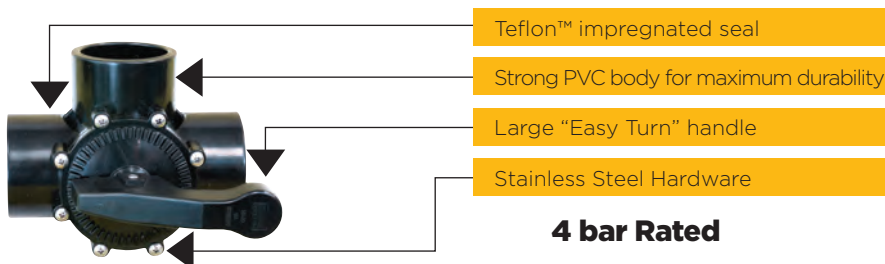 Teflon™ impregnated seal
Strong PVC body for maximum durability
Large “Easy Turn” handle
Stainless Steel Hardware
4 bar Rated